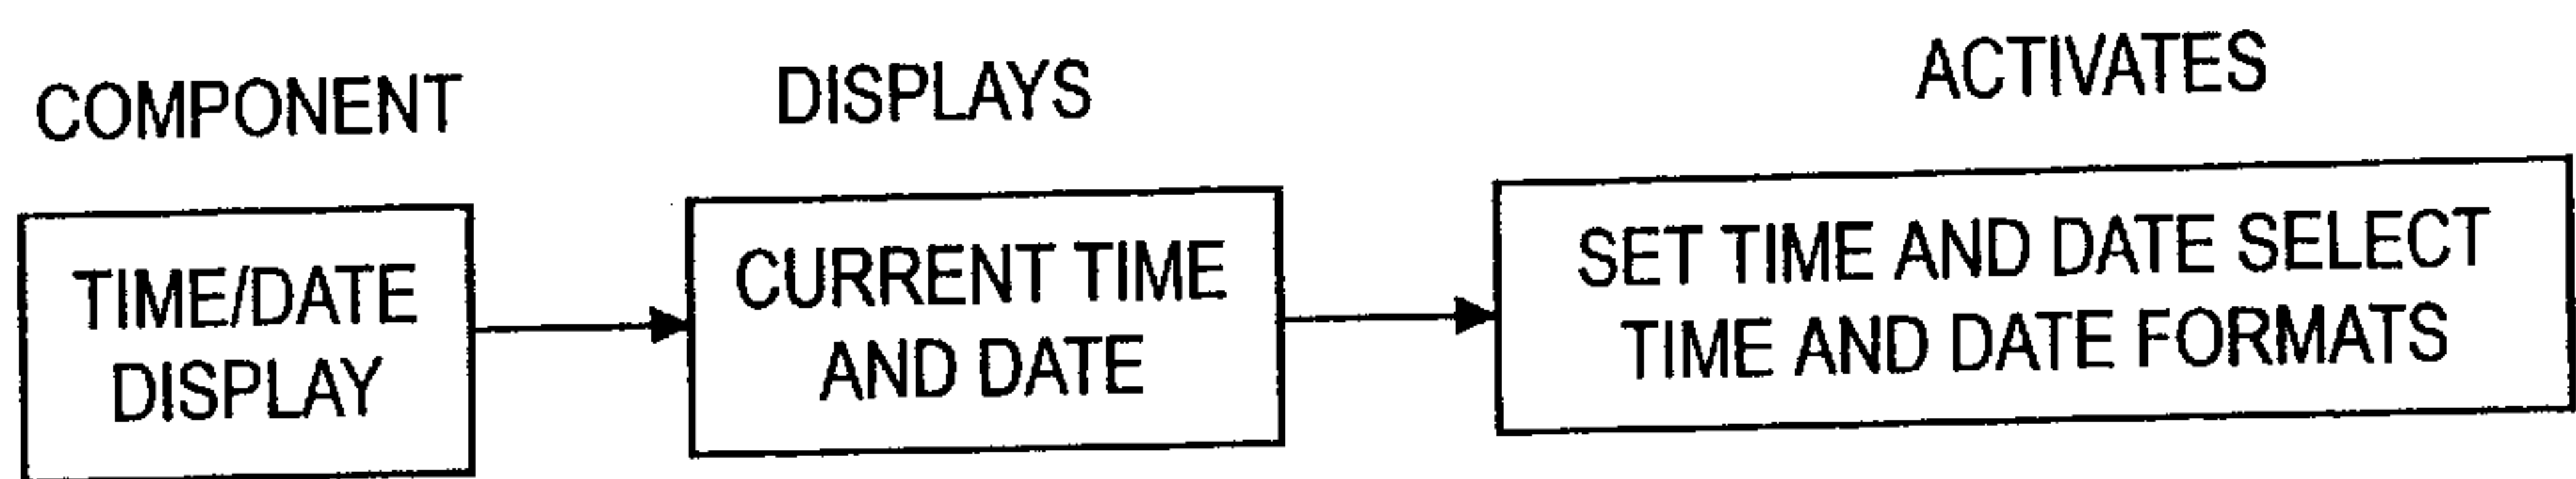 COMPONENT
DISPLAYS
ACTIVATES
TIME/DATE
DISPLAY
CURRENT TIME
AND DATE
SET TIME AND DATE SELECT
TIME AND DATE FORMATS